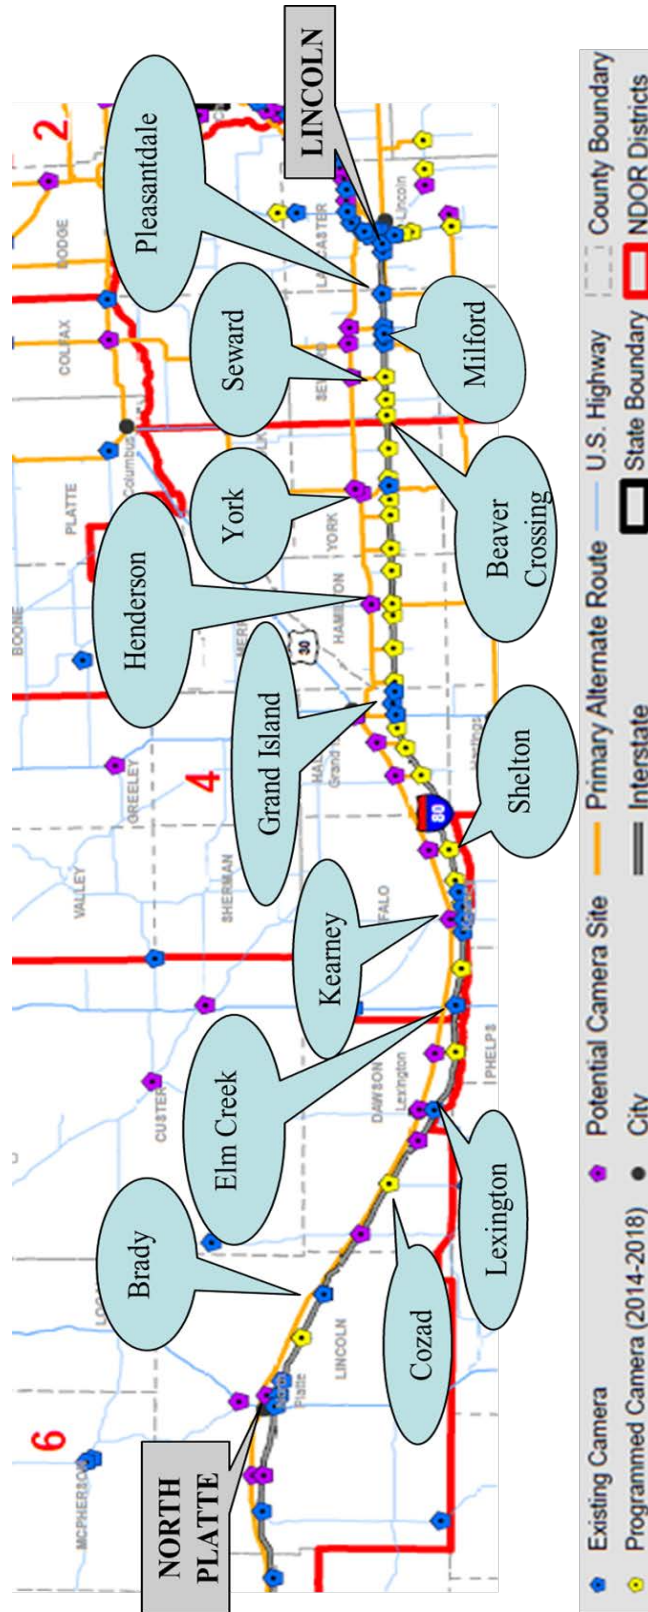 NORTH
PLATTE
Brady
Elm Creek
Kearney
Grand Island
Henderson
York
Seward
Pleasantdale
LINCOLN
Cozad
Lexington
Shelton
Beaver
Crossing
Milford
6
4
2
MCPHERSON
CUSTER
VALLEY
GREELEY
BOONE
PLATTE
COLFAX
DODGE
SHERMAN
Columbus
LINCOLN
Platte
DAWSON
Lexington
PHELPS
80
30
HAMILTON
YORK
LANCASTER
Lincoln
Existing Camera
Potential Camera Site
Primary Alternate Route
U.S. Highway
County Boundary
Programmed Camera (2014-2018)
City
Interstate
State Boundary
NDOR Districts